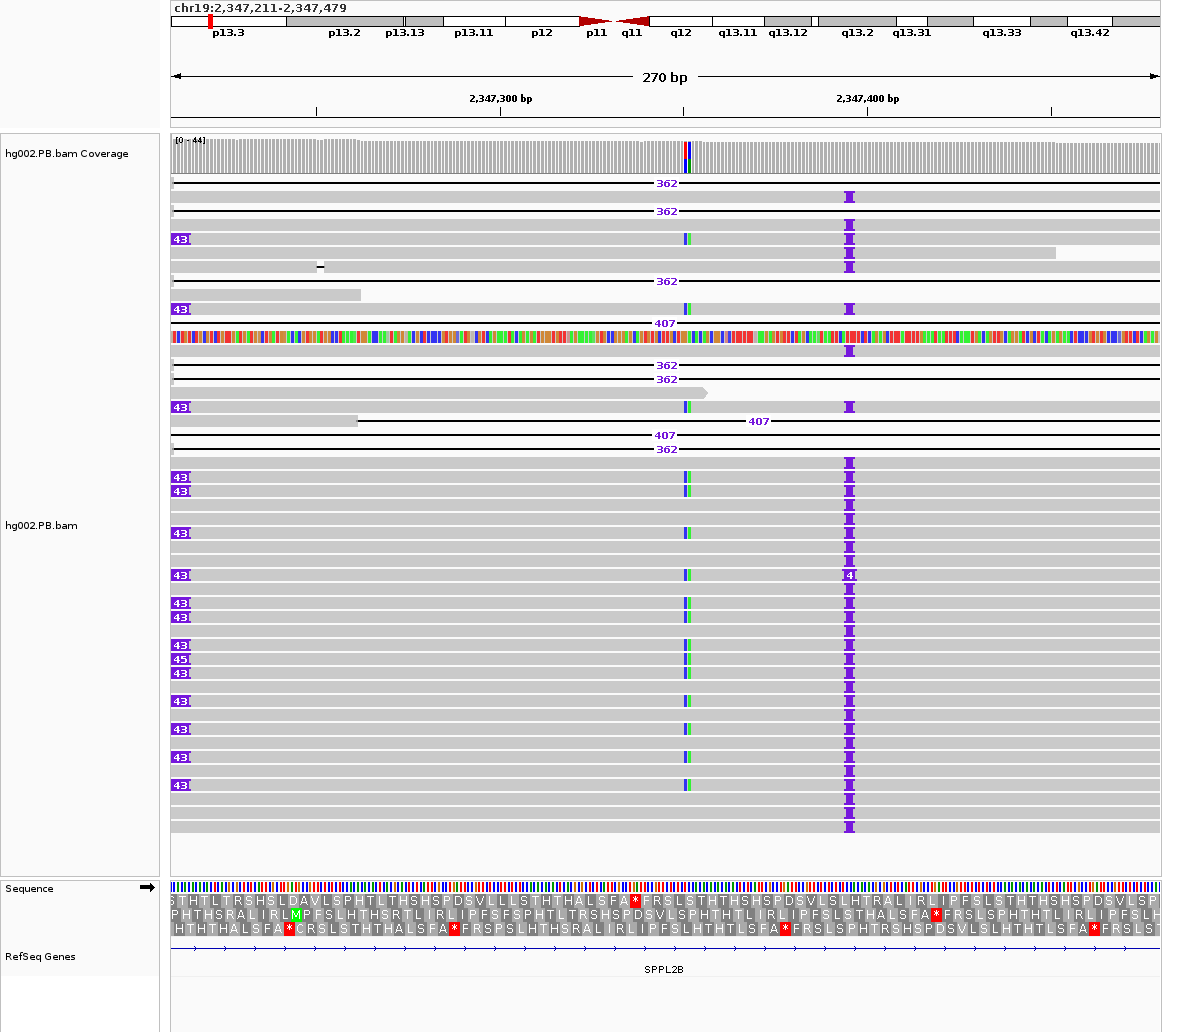 chr19:2,347,211-2,347,479
p13.3 p13.2 p13.13 p13.11 p12 p11 q11 q12 q13.11 q13.12 q13.2 q13.31 q13.33 q13.42
270 bp
2,347,300 bp 2,347,400 bp
hg002.PB.bam Coverage
[0 - 44]
362
362
43
362
43
407
362
362
43
407
407
362
43
43
hg002.PB.bam
43
43 4
43
43
43
45
43
43
43
43
43
Sequence
STHTLTRSHSLDAVLSPHTLTHSHSPDSVLLLSTHTHALSFA*FRSLSTHTHSHSPDSVLSLHTRALIRLIPFSLSTHTHSHSPDSVLSP
PHTHSRALIRLMPFSLHTHSRTLIRLIPFSFSPHTLTRSHSPDSVLSPHTHTLIRLIPFSLSTHALSFA*FRSLSPHTHTLIRLIPFSLH
HTHTHALSFA*CRSLSTHTHALSFA*FRSPSLHTHSRALIRLIPFSLHTHTLSFA*FRSLSPHTRSHSPDSVLSLHTHTLSFA*FRSLST
RefSeq Genes
SPPL2B